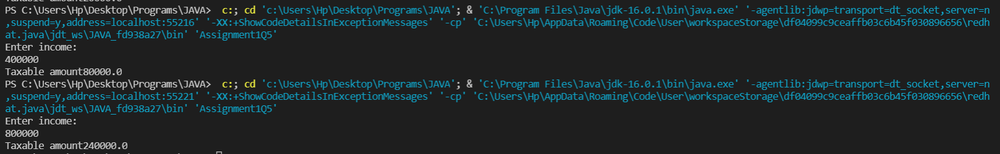 PS C:\Users\Hp\Desktop\Programs\JAVA>  c:; cd 'c:\Users\Hp\Desktop\Programs\JAVA'; & 'C:\Program Files\Java\jdk-16.0.1\bin\java.exe' '-agentlib:jdwp=transport=dt_socket,server=n
,suspend=y,address=localhost:55216' '-XX:+ShowCodeDetailsInExceptionMessages' '-cp' 'C:\Users\Hp\AppData\Roaming\Code\User\workspaceStorage\df04099c9ceaffb03c6b45f030896656\redh
at.java\jdt_ws\JAVA_fd938a27\bin' 'Assignment1Q5'
Enter income:
400000
Taxable amount80000.0
PS C:\Users\Hp\Desktop\Programs\JAVA>  c:; cd 'c:\Users\Hp\Desktop\Programs\JAVA'; & 'C:\Program Files\Java\jdk-16.0.1\bin\java.exe' '-agentlib:jdwp=transport=dt_socket,server=n
,suspend=y,address=localhost:55221' '-XX:+ShowCodeDetailsInExceptionMessages' '-cp' 'C:\Users\Hp\AppData\Roaming\Code\User\workspaceStorage\df04099c9ceaffb03c6b45f030896656\redh
at.java\jdt_ws\JAVA_fd938a27\bin' 'Assignment1Q5'
Enter income:
800000
Taxable amount240000.0